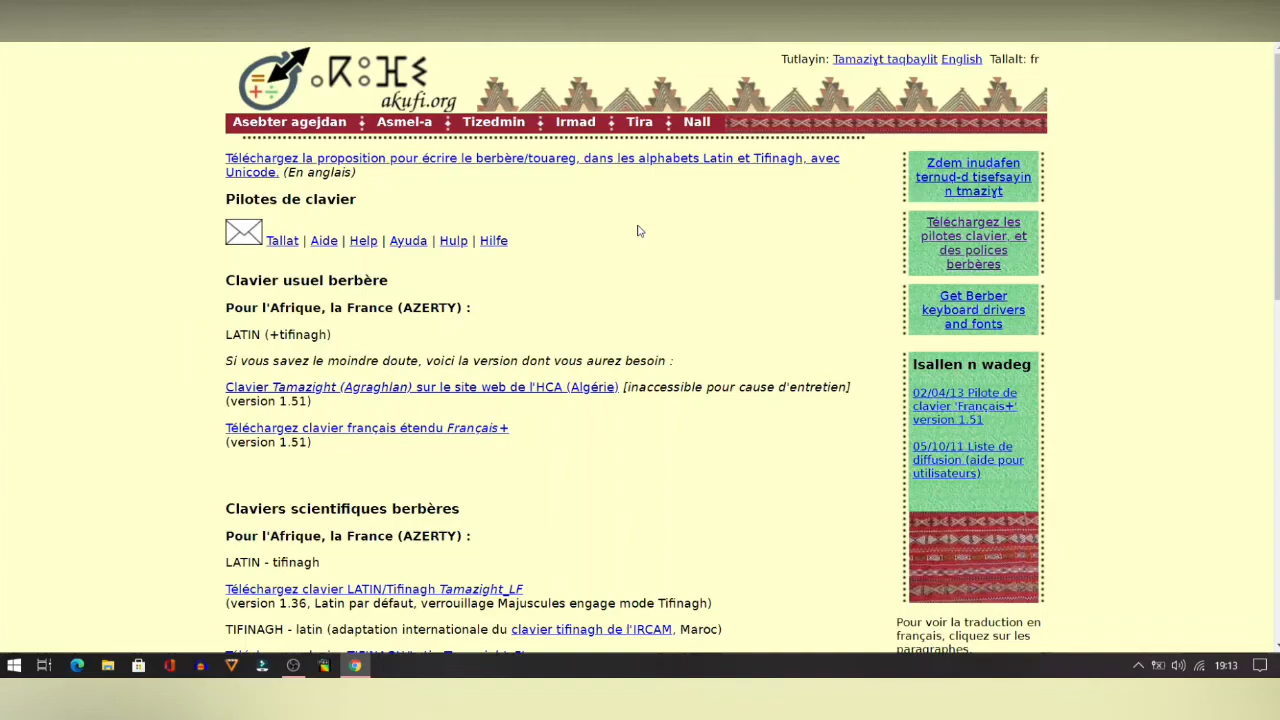 ⴰⴽⵓⴼⵉ
akufi.org
Tutlayin: Tamaziɣt taqbaylit English Tallalt: fr
Asebter agejdan Asmel-a Tizedmin Irmad Tira Nall
Téléchargez la proposition pour écrire le berbère/touareg, dans les alphabets Latin et Tifinagh, avec
Unicode. (En anglais)
Pilotes de clavier
Tallat | Aide | Help | Ayuda | Hulp | Hilfe
Clavier usuel berbère
Pour l'Afrique, la France (AZERTY) :
LATIN (+tifinagh)
Si vous savez le moindre doute, voici la version dont vous aurez besoin :
Clavier Tamazight (Agraghlan) sur le site web de l'HCA (Algérie) [inaccessible pour cause d'entretien]
(version 1.51)
Téléchargez clavier français étendu Français+
(version 1.51)
Claviers scientifiques berbères
Pour l'Afrique, la France (AZERTY) :
LATIN - tifinagh
Téléchargez clavier LATIN/Tifinagh Tamazight_LF
(version 1.36, Latin par défaut, verrouillage Majuscules engage mode Tifinagh)
TIFINAGH - latin (adaptation internationale du clavier tifinagh de l'IRCAM, Maroc)
Zdem inudafen
ternuḍ-d tisefsayin
n tmaziɣt
Téléchargez les
pilotes clavier, et
des polices
berbères
Get Berber
keyboard drivers
and fonts
Isallen n wadeg
02/04/13 Pilote de
clavier 'Français+'
version 1.51
05/10/11 Liste de
diffusion (aide pour
utilisateurs)
Pour voir la traduction en
français, cliquez sur les
paragraphes.
19:13